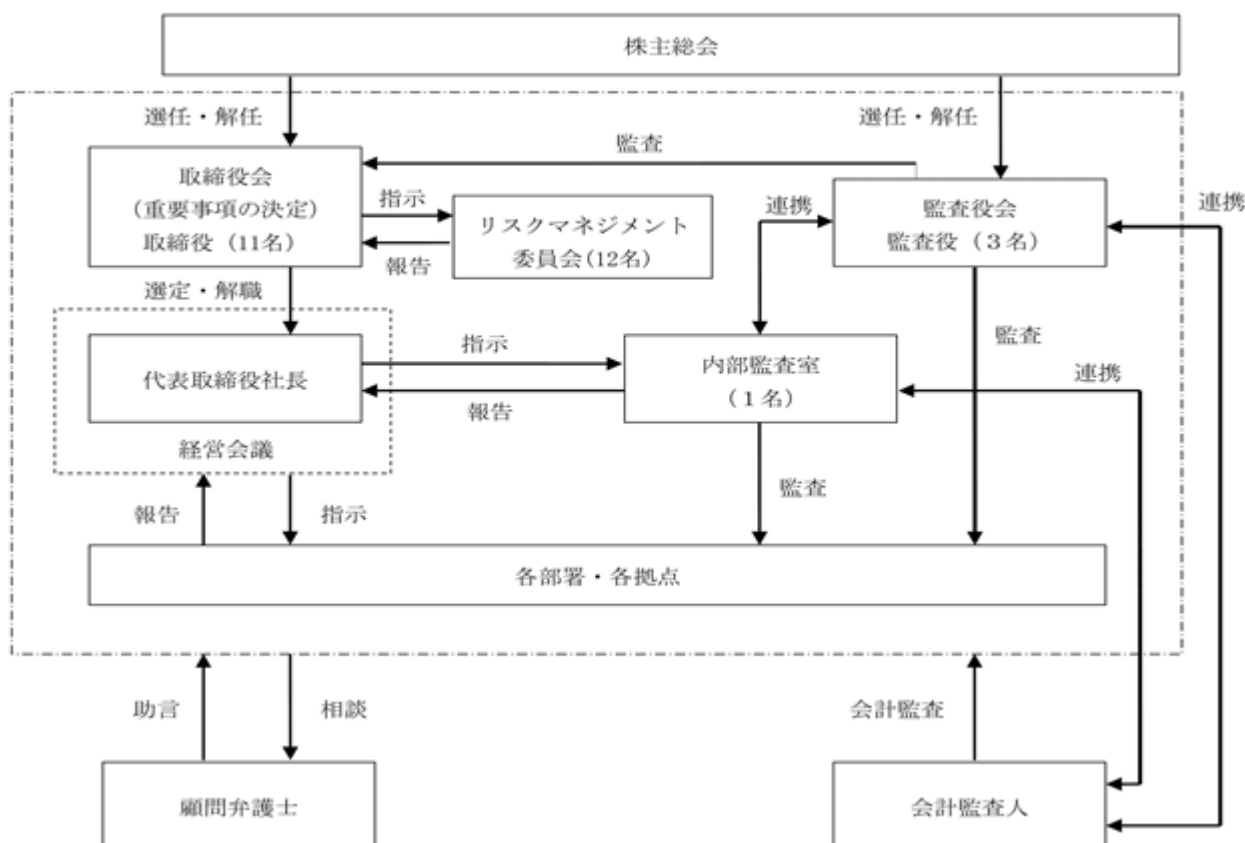 株主総会
選任・解任
選任・解任
監査
取締役会
（重要事項の決定）
取締役（11名）
指示
報告
リスクマネジメント
委員会(12名)
連携
監査役会
監査役（３名）
連携
選定・解職
代表取締役社長
経営会議
指示
報告
内部監査室
（１名）
監査
連携
報告
指示
監査
各部署・各拠点
助言
相談
会計監査
顧問弁護士
会計監査人